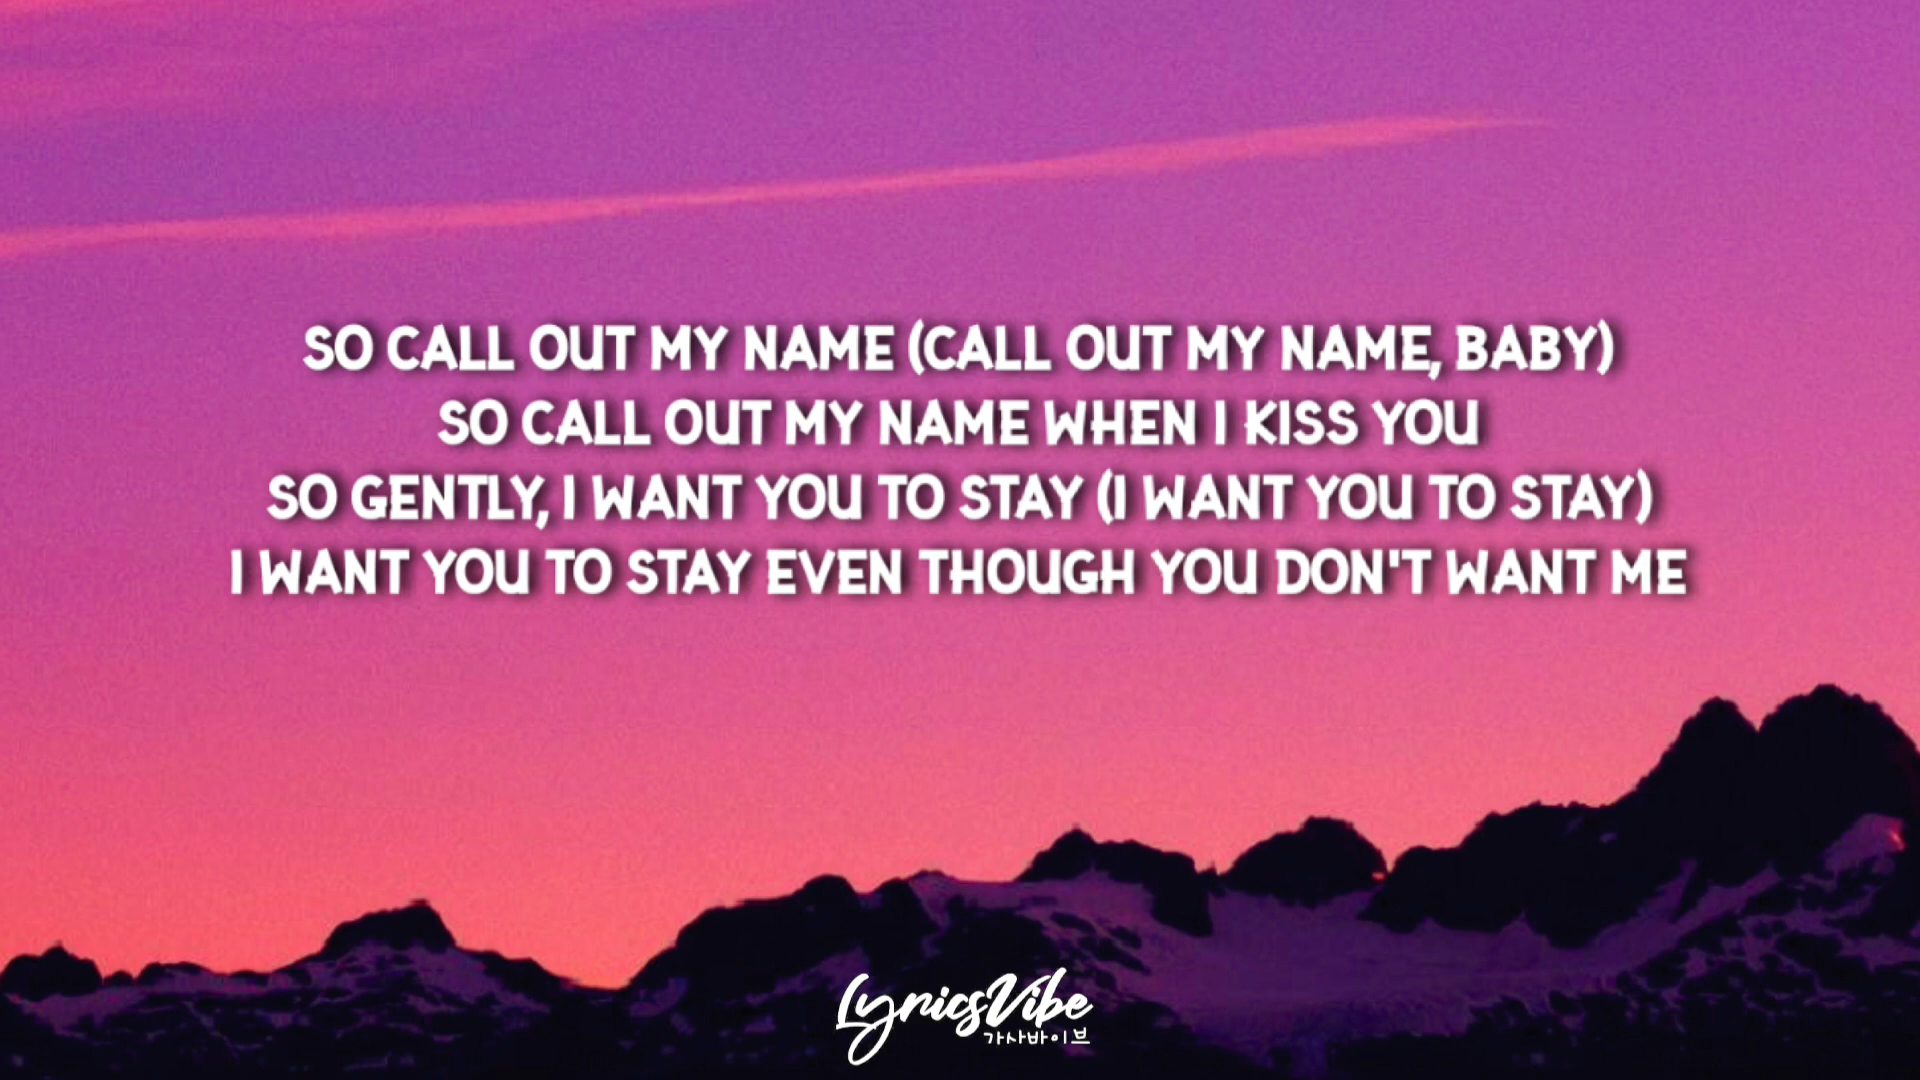 SO CALL OUT MY NAME (CALL OUT MY NAME, BABY)
SO CALL OUT MY NAME WHEN I KISS YOU
SO GENTLY, I WANT YOU TO STAY (I WANT YOU TO STAY)
I WANT YOU TO STAY EVEN THOUGH YOU DON'T WANT ME
LyricsVibe
가사바이브